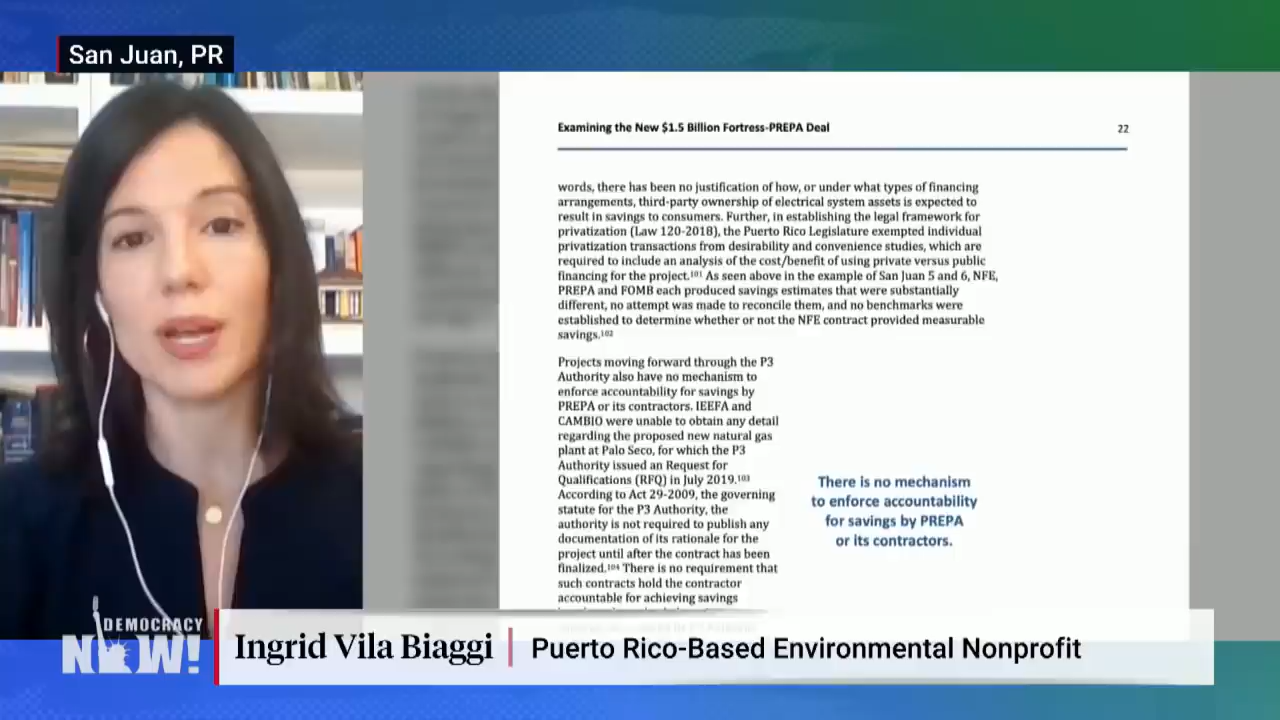 San Juan, PR
Examining the New $1.5 Billion Fortress-PREPA Deal 22
words, there has been no justification of how, or under what types of financing
arrangements, third-party ownership of electrical system assets is expected to
result in savings to consumers. Further, in establishing the legal framework for
privatization (Law 120-2018), the Puerto Rico Legislature exempted individual
privatization transactions from desirability and convenience studies, which are
required to include an analysis of the cost/benefit of using private versus public
financing for the project.¹⁰¹ As seen above in the example of San Juan 5 and 6, NFE,
PREPA and FOMB each produced savings estimates that were substantially
different, no attempt was made to reconcile them, and no benchmarks were
established to determine whether or not the NFE contract provided measurable
savings.¹⁰²
Projects moving forward through the P3
Authority also have no mechanism to
enforce accountability for savings by
PREPA or its contractors. IEEFA and
CAMBIO were unable to obtain any detail
regarding the proposed new natural gas
plant at Palo Seco, for which the P3
Authority issued an Request for
Qualifications (RFQ) in July 2019.¹⁰³
According to Act 29-2009, the governing
statute for the P3 Authority, the
authority is not required to publish any
documentation of its rationale for the
project until after the contract has been
finalized.¹⁰⁴ There is no requirement that
such contracts hold the contractor
accountable for achieving savings
There is no mechanism
to enforce accountability
for savings by PREPA
or its contractors.
DEMOCRACY
NOW!
Ingrid Vila Biaggi | Puerto Rico-Based Environmental Nonprofit